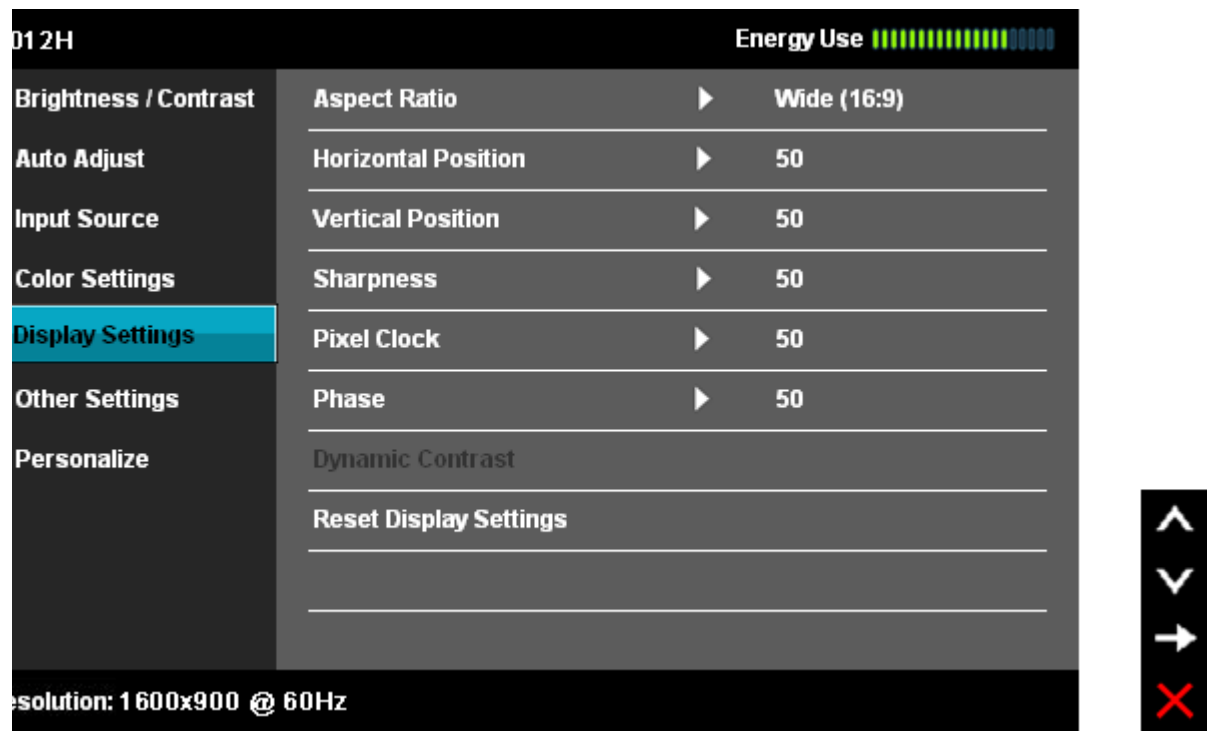 012H Energy Use
Brightness / Contrast Aspect Ratio Wide (16:9)
Auto Adjust Horizontal Position 50
Input Source Vertical Position 50
Color Settings Sharpness 50
Display Settings Pixel Clock 50
Other Settings Phase 50
Personalize Dynamic Contrast
Reset Display Settings
esolution: 1600x900 @ 60Hz